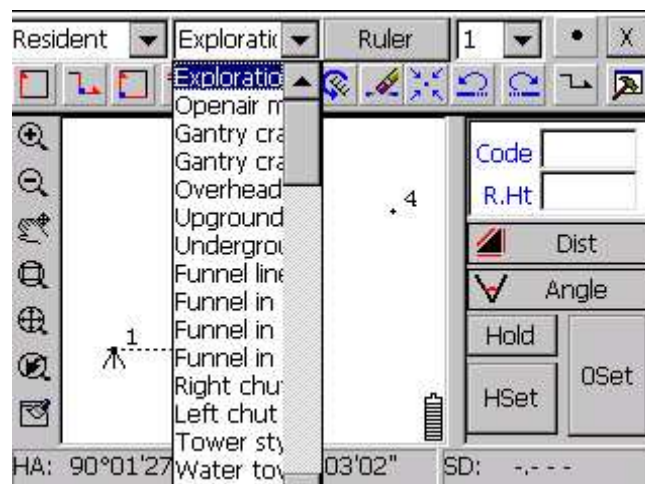 Resident Exploratic Ruler 1 X
Exploratio
Openair m
Gantry cra
Gantry cra
Overhead
Upground
Undergrou
Funnel line
Funnel in
Funnel in
Funnel in
Right chu
Left chut
Tower sty
Water tow
4
1
Code
R.Ht
Dist
Angle
Hold
HSet
0Set
HA: 90°01'27 03'02" SD: -.---